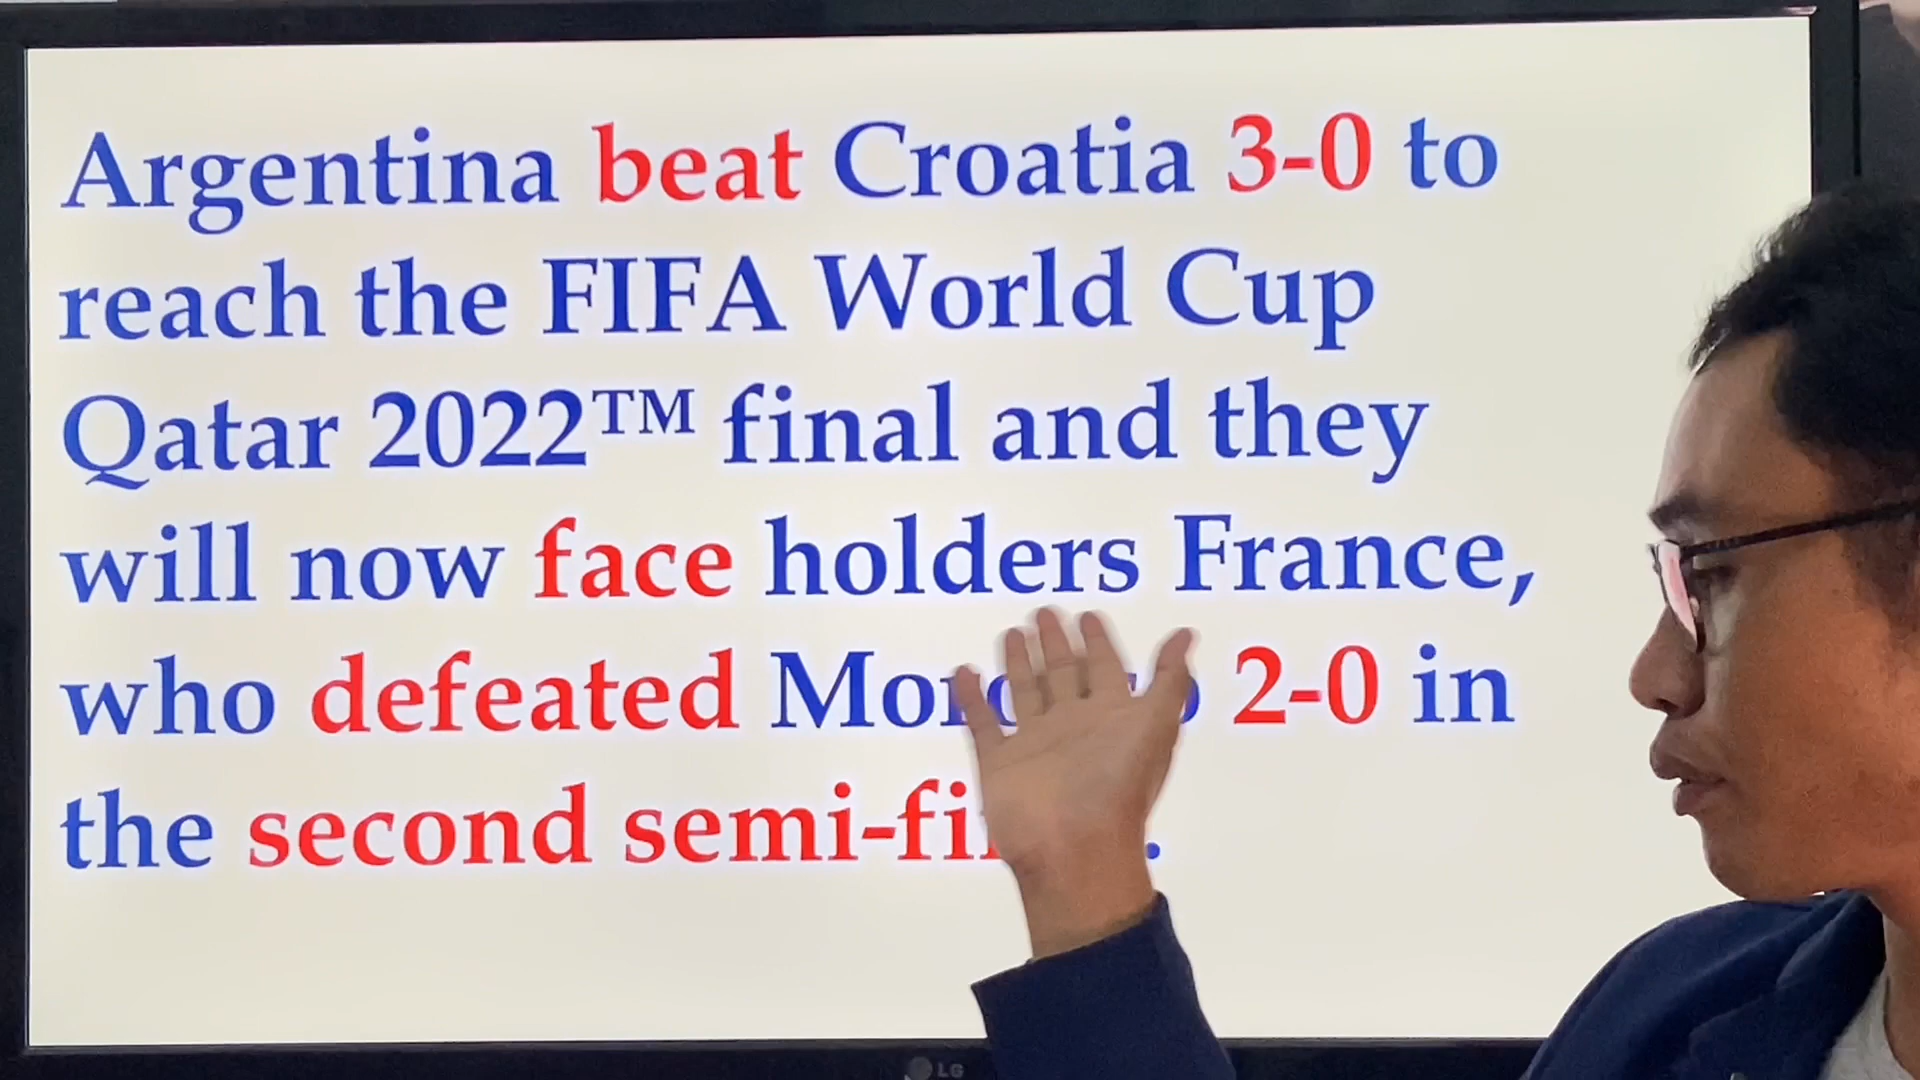 Argentina beat Croatia 3-0 to
reach the FIFA World Cup
Qatar 2022™ final and they
will now face holders France,
who defeated 2-0 in
the second
LG